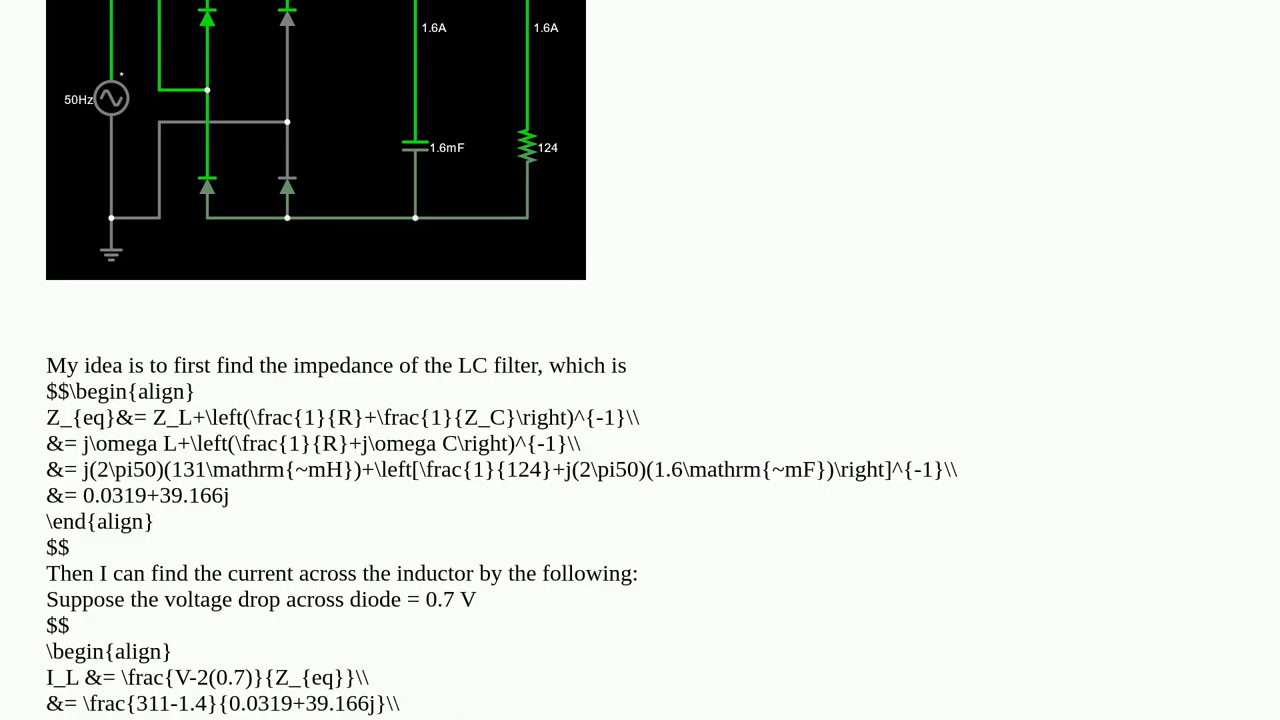 1.6A
1.6A
*
50Hz
1.6mF
124
My idea is to first find the impedance of the LC filter, which is
$$\begin{align}
Z_{eq}&= Z_L+\left(\frac{1}{R}+\frac{1}{Z_C}\right)^{-1}\\
&= j\omega L+\left(\frac{1}{R}+j\omega C\right)^{-1}\\
&= j(2\pi50)(131\mathrm{~mH})+\left[\frac{1}{124}+j(2\pi50)(1.6\mathrm{~mF})\right]^{-1}\\
&= 0.0319+39.166j
\end{align}
$$
Then I can find the current across the inductor by the following:
Suppose the voltage drop across diode = 0.7 V
$$
\begin{align}
I_L &= \frac{V-2(0.7)}{Z_{eq}}\\
&= \frac{311-1.4}{0.0319+39.166j}\\